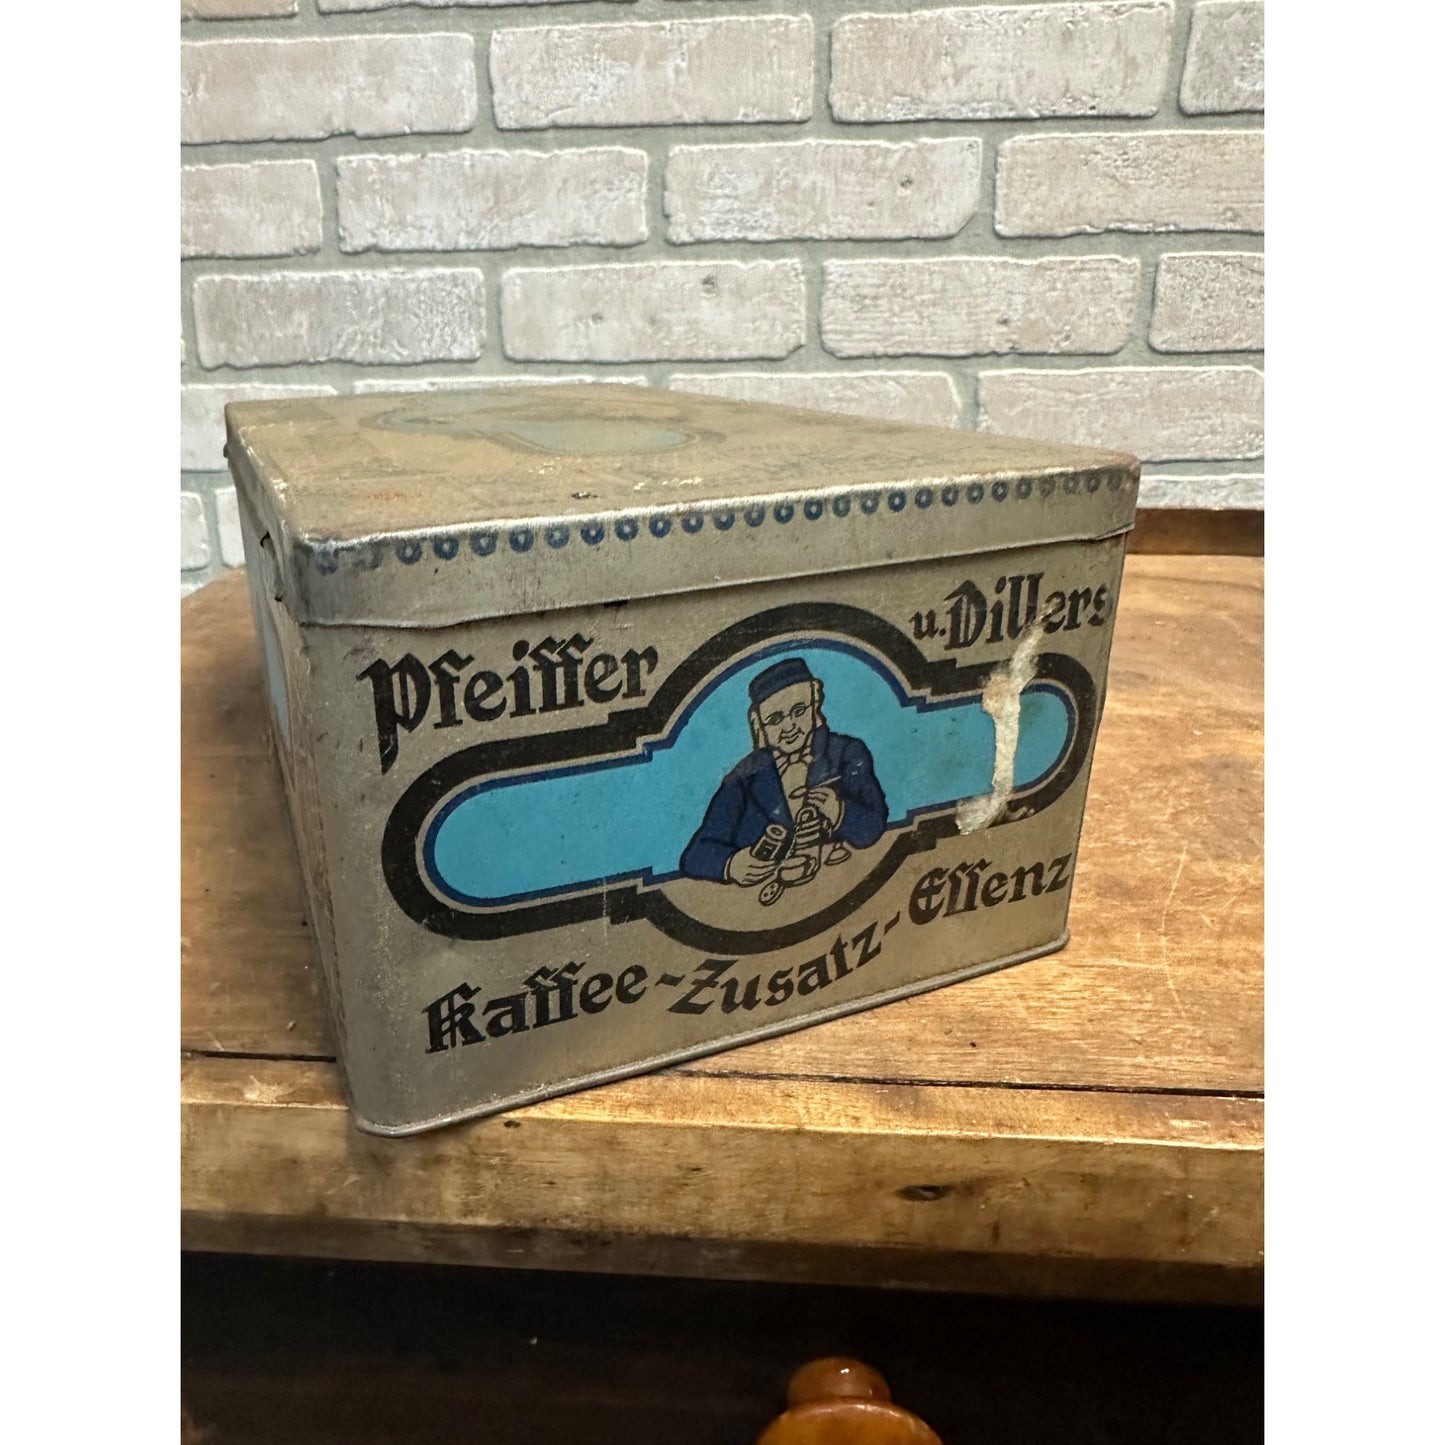 Pfeiffer u. Dillers
Kaffee-Zusatz-Essenz